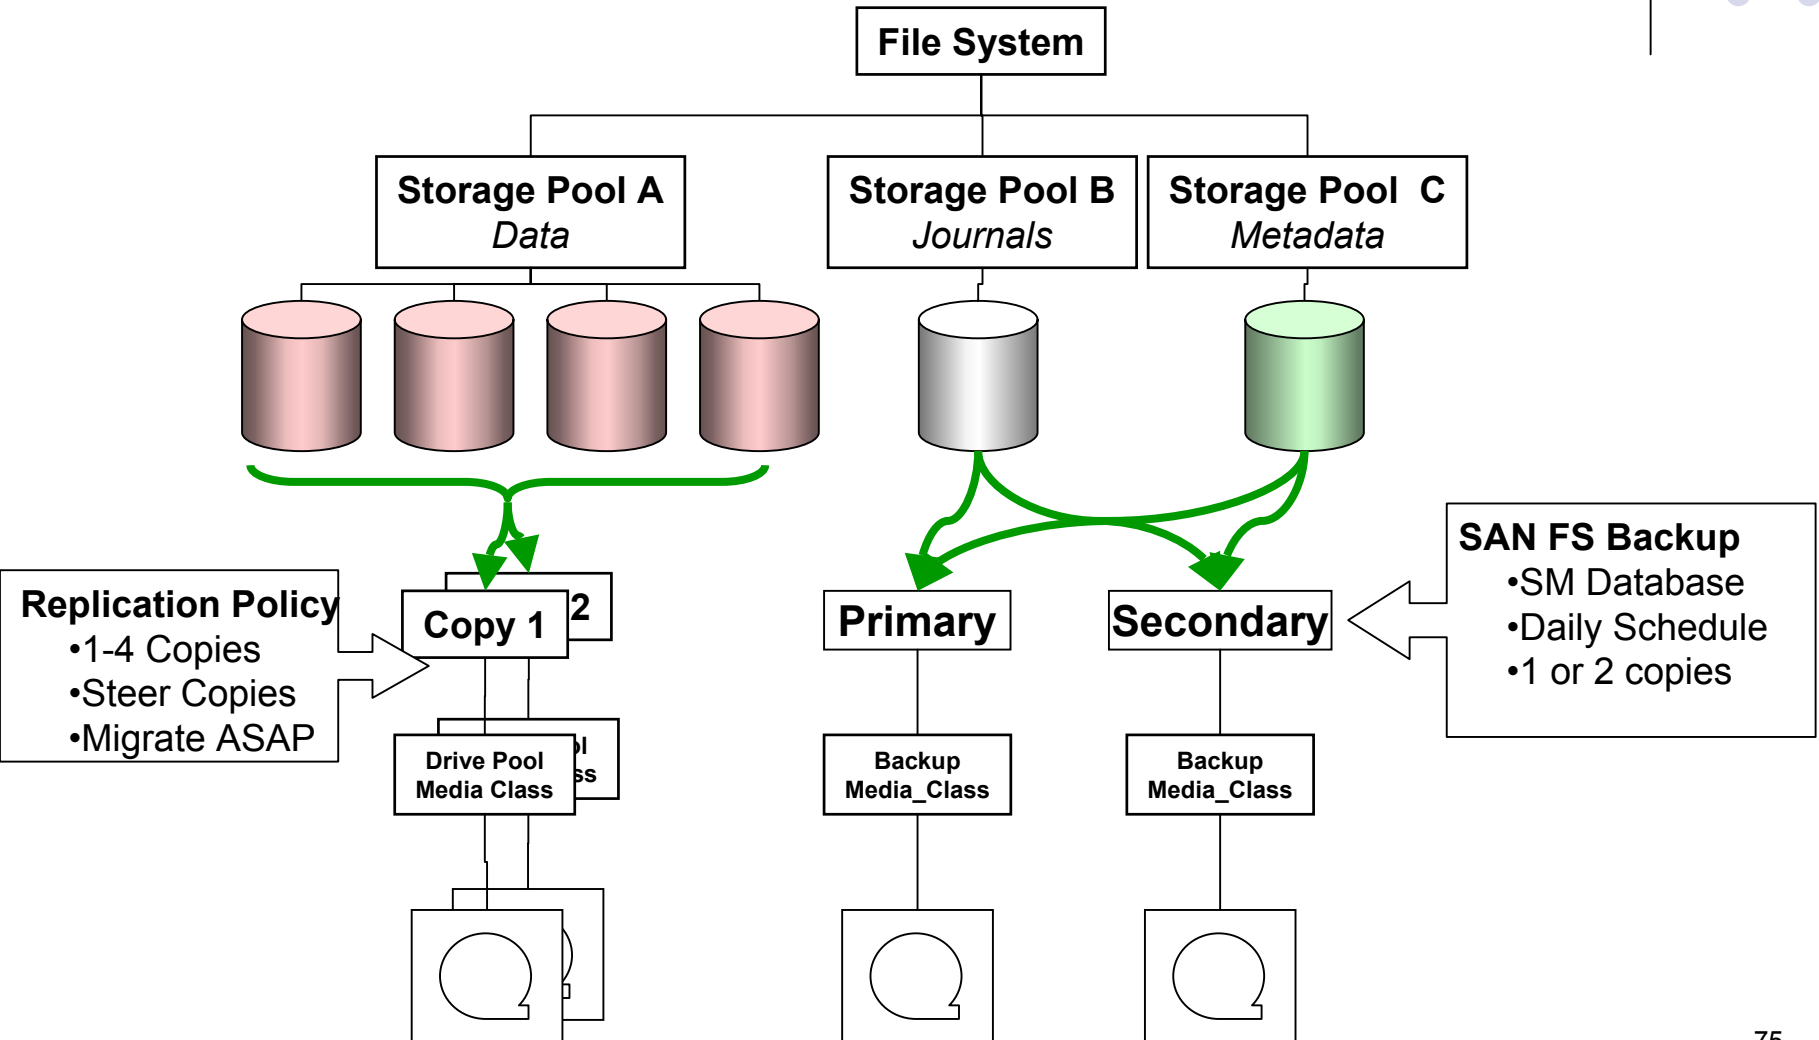 File System
Storage Pool A
Data
Storage Pool B
Journals
Storage Pool C
Metadata
Replication Policy
•1-4 Copies
•Steer Copies
•Migrate ASAP
Copy 1
2
Primary
Secondary
SAN FS Backup
•SM Database
•Daily Schedule
•1 or 2 copies
Drive Pool
Media Class
Backup
Media_Class
Backup
Media_Class
75